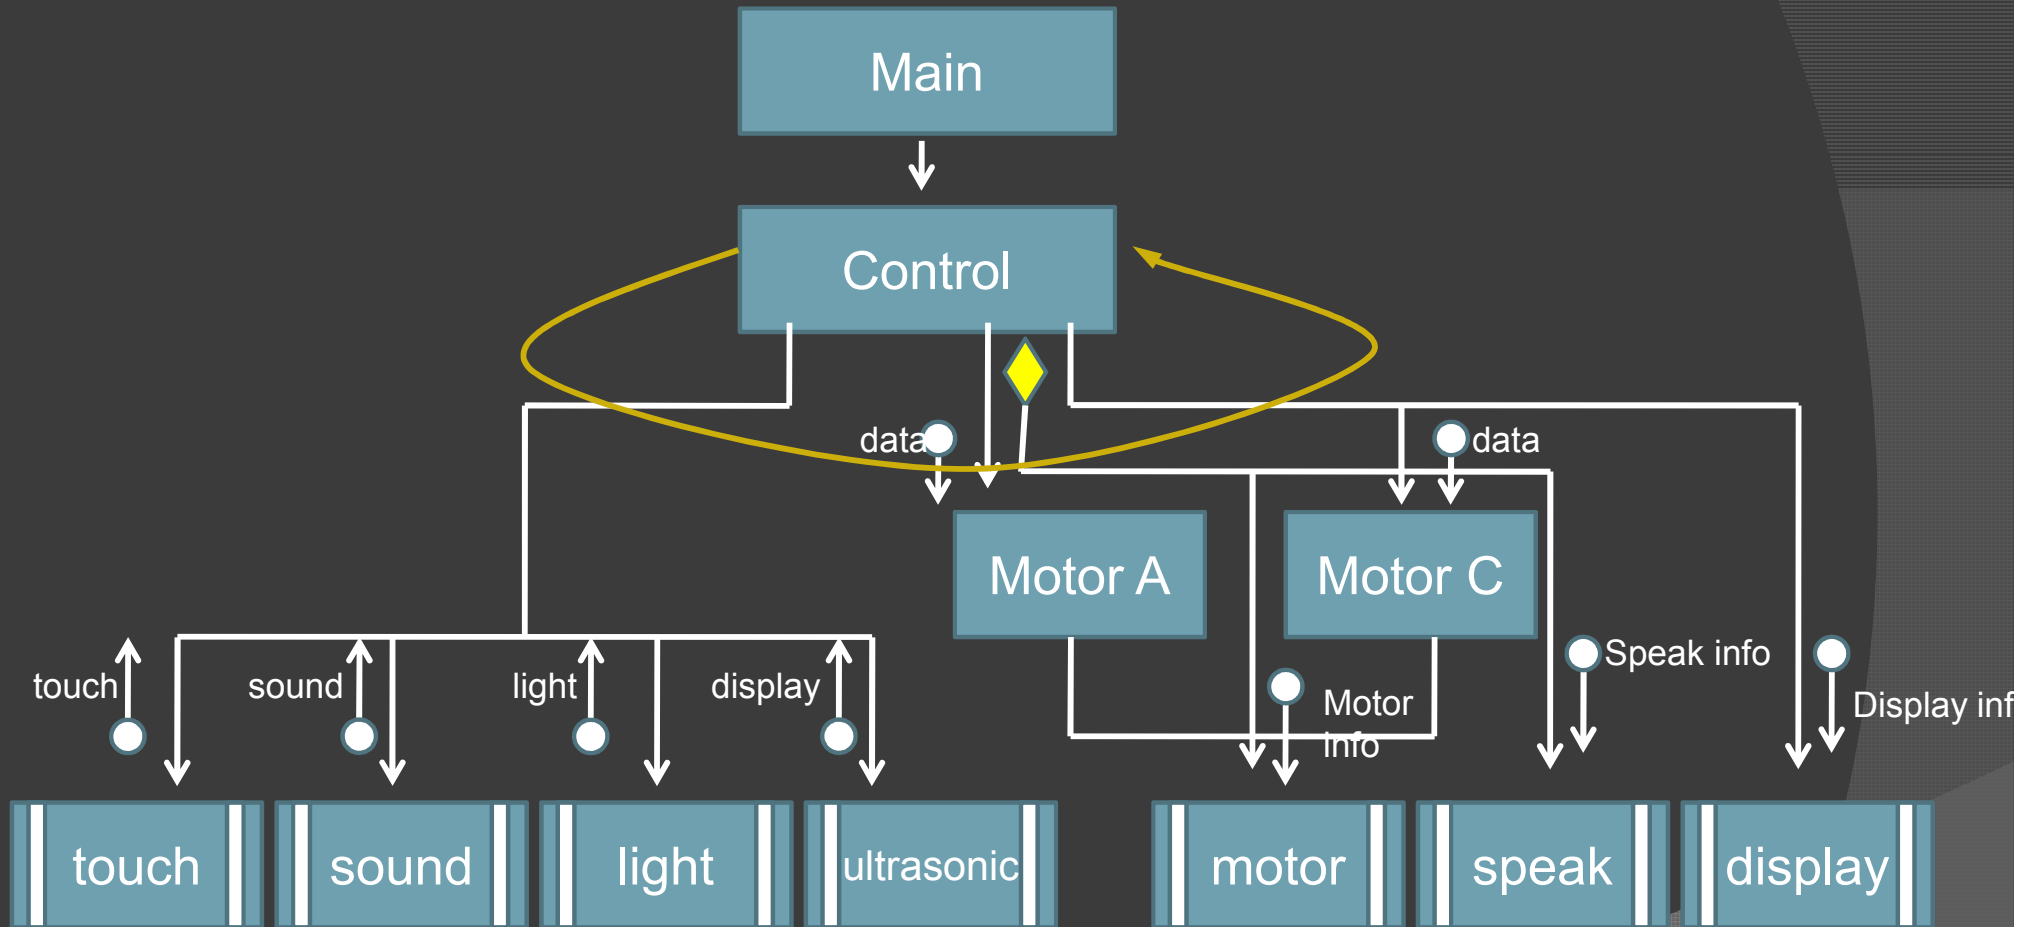 Main
Control
data
data
Motor A
Motor C
touch
sound
light
display
Motor
info
Speak info
Display inf
touch
sound
light
ultrasonic
motor
speak
display